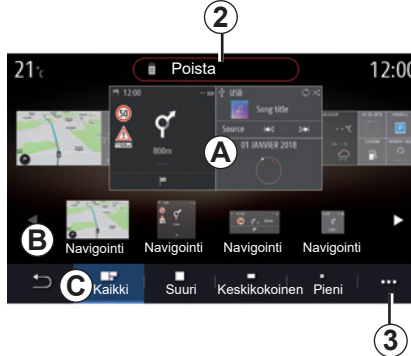 2
21°c
Poista
12:00
12:00
USB
50
Song title
Source
800m
A
01 JANVIER 2018
B
Navigointi
Navigointi
Navigointi
Navigointi
C
Kaikki
Suuri
Keskikokoinen
Pieni
3